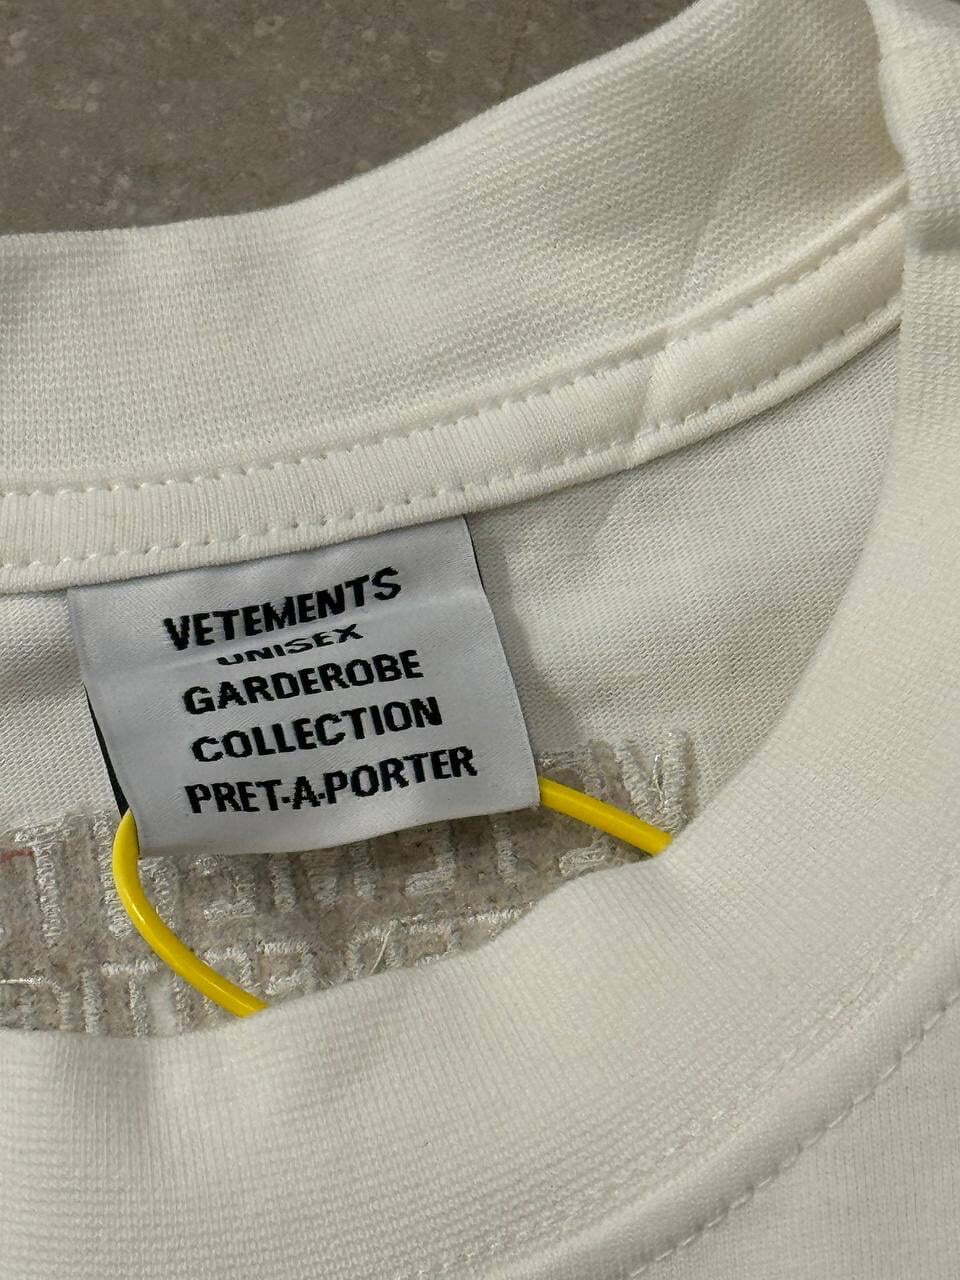 VETEMENTS
UNISEX
GARDEROBE
COLLECTION
PRET-A-PORTER